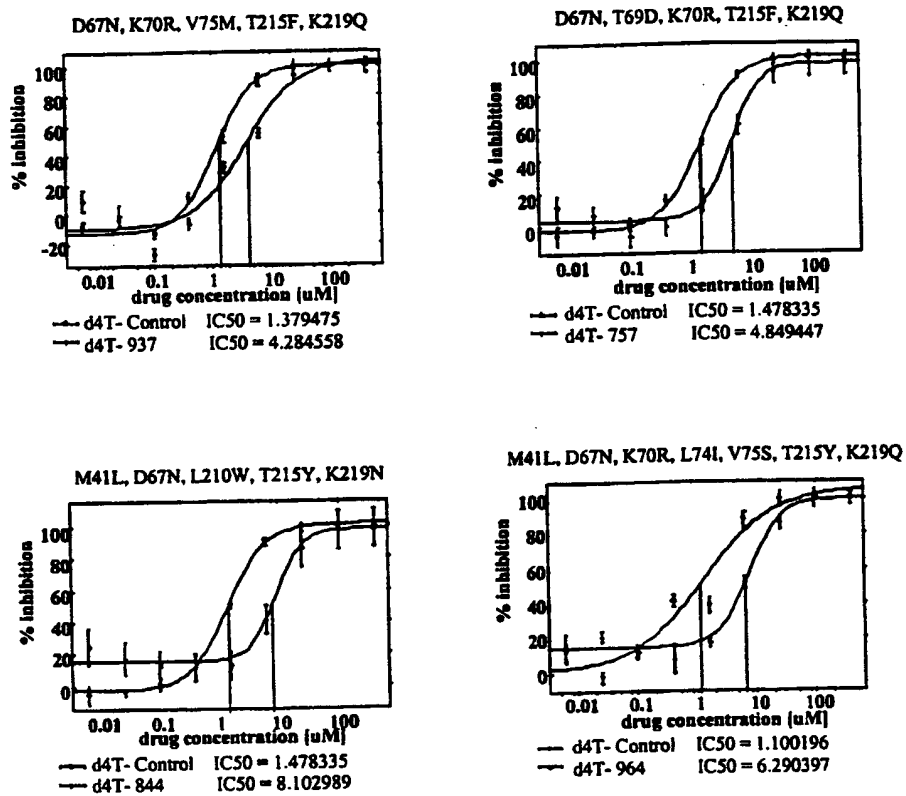 D67N, K70R, V75M, T215F, K219Q
% inhibition
100
80
60
40
20
0
-20
0.01 0.1 1 10 100
drug concentration [uM]
d4T- Control IC50 = 1.379475
d4T- 937 IC50 = 4.284558
D67N, T69D, K70R, T215F, K219Q
% inhibition
100
80
60
40
20
0
0.01 0.1 1 10 100
drug concentration [uM]
d4T- Control IC50 = 1.478335
d4T- 757 IC50 = 4.849447
M41L, D67N, L210W, T215Y, K219N
% inhibition
100
80
60
40
20
0
0.01 0.1 1 10 100
drug concentration [uM]
d4T- Control IC50 = 1.478335
d4T- 844 IC50 = 8.102989
M41L, D67N, K70R, L74I, V75S, T215Y, K219Q
% inhibition
100
80
60
40
20
0
0.01 0.1 1 10 100
drug concentration [uM]
d4T- Control IC50 = 1.100196
d4T- 964 IC50 = 6.290397